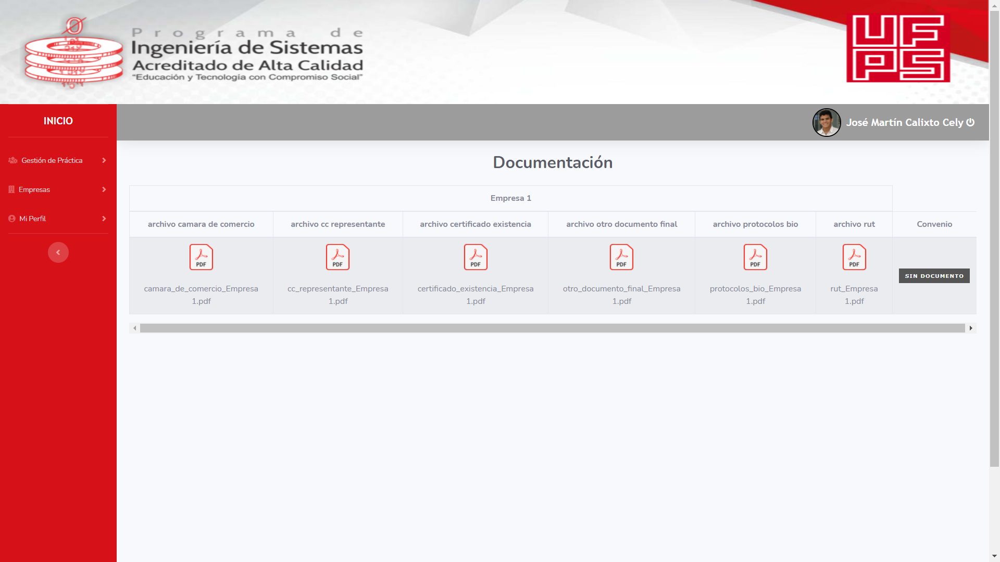 Programa de
Ingeniería de Sistemas
Acreditado de Alta Calidad
"Educación y Tecnología con Compromiso Social"
UF
PS
INICIO
José Martín Calixto Cely
Gestión de Práctica
Empresas
Mi Perfil
Documentación
Empresa 1
archivo camara de comercio
archivo cc representante
archivo certificado existencia
archivo otro documento final
archivo protocolos bio
archivo rut
Convenio
PDF
PDF
PDF
PDF
PDF
PDF
camara_de_comercio_Empresa
1.pdf
cc_representante_Empresa
1.pdf
certificado_existencia_Empresa
1.pdf
otro_documento_final_Empresa
1.pdf
protocolos_bio_Empresa
1.pdf
rut_Empresa
1.pdf
SIN DOCUMENTO